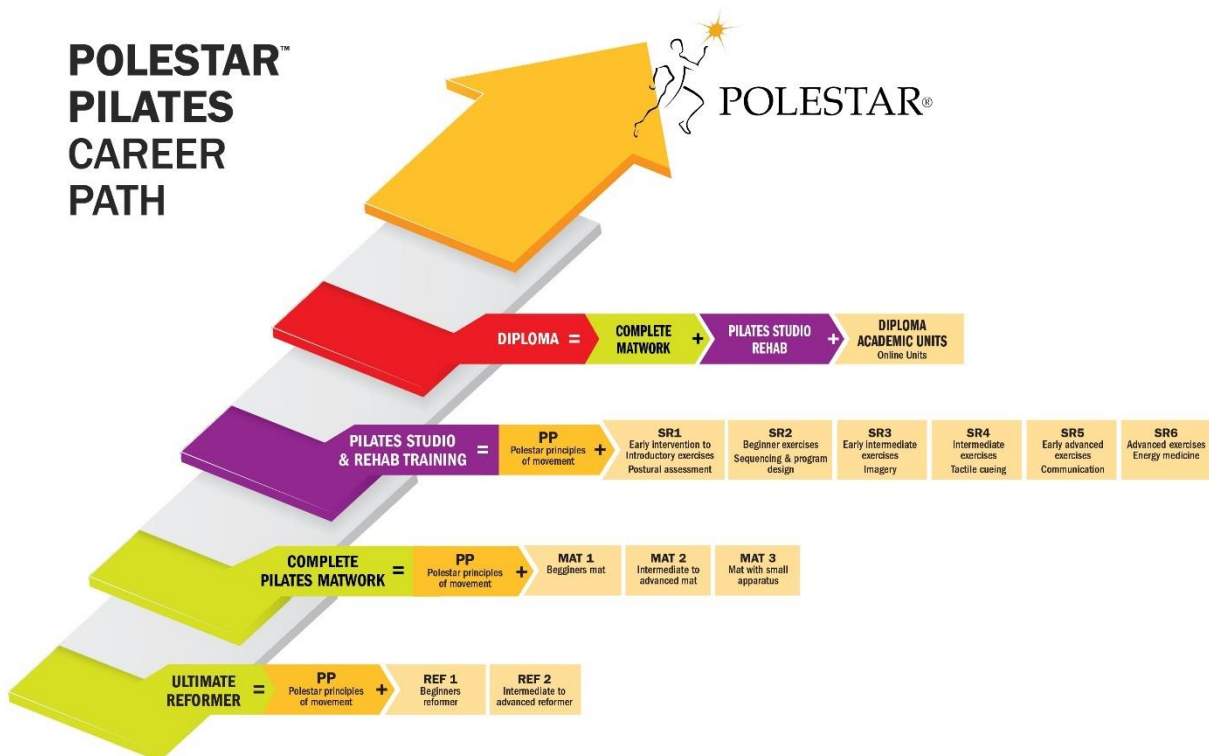 POLESTAR™
PILATES
CAREER
PATH
POLESTAR®
DIPLOMA =
COMPLETE
MATWORK
+
PILATES STUDIO
REHAB
+
DIPLOMA
ACADEMIC UNITS
Online Units
PILATES STUDIO
& REHAB TRAINING =
PP
Polestar principles
of movement
+
SR1
Early intervention to
Introductory exercises
Postural assessment
SR2
Beginner exercises
Sequencing & program
design
SR3
Early intermediate
exercises
Imagery
SR4
Intermediate
exercises
Tactile cueing
SR5
Early advanced
exercises
Communication
SR6
Advanced exercises
Energy medicine
COMPLETE
PILATES MATWORK =
PP
Polestar principles
of movement
+
MAT 1
Begginers mat
MAT 2
Intermediate to
advanced mat
MAT 3
Mat with small
apparatus
ULTIMATE
REFORMER =
PP
Polestar principles
of movement
+
REF 1
Beginners
reformer
REF 2
Intermediate to
advanced reformer